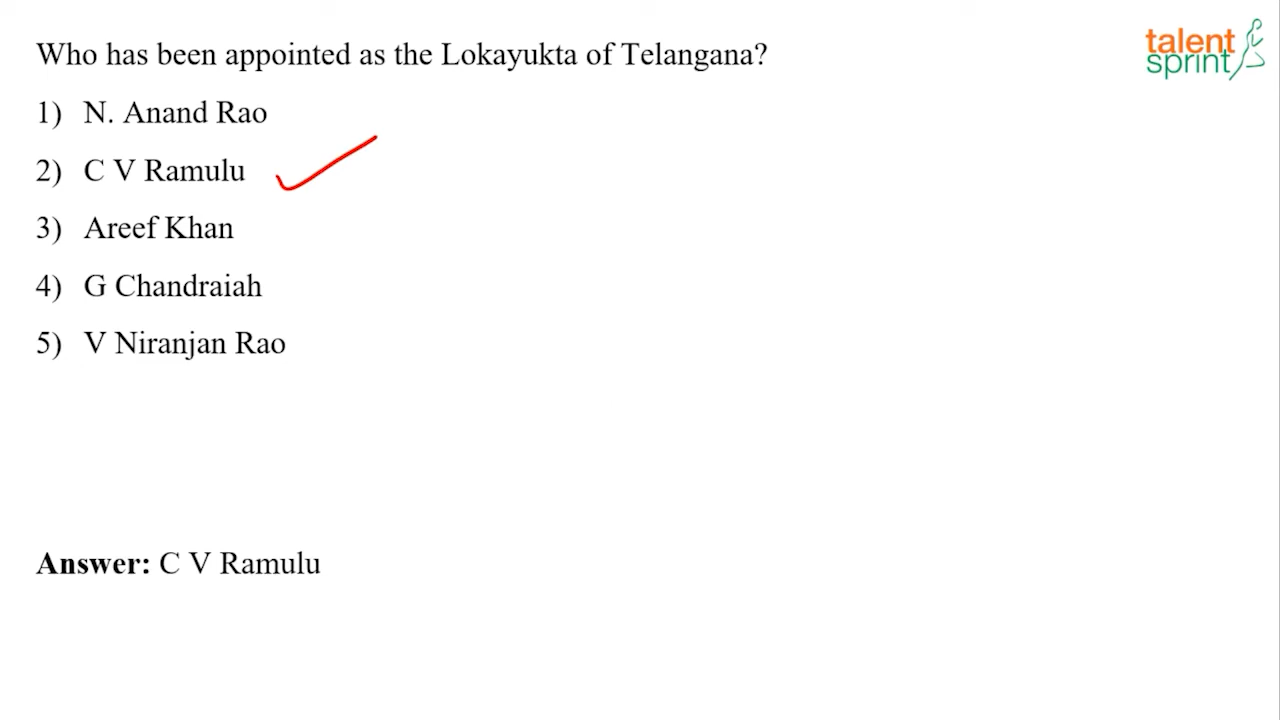 Who has been appointed as the Lokayukta of Telangana?
talent
sprint
1) N. Anand Rao
2) C V Ramulu
3) Areef Khan
4) G Chandraiah
5) V Niranjan Rao
Answer: C V Ramulu